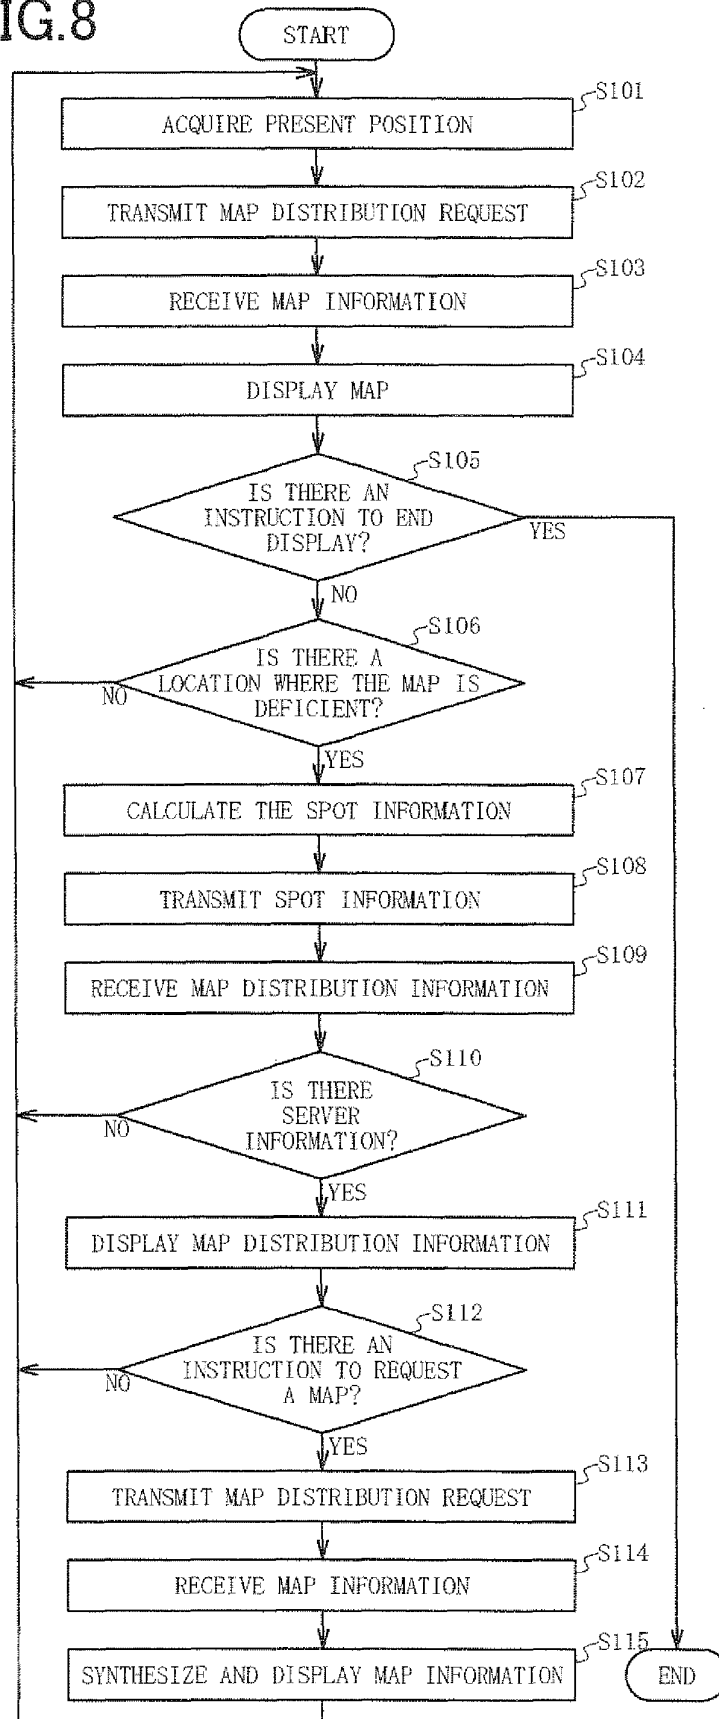 IG.8
START
S101
ACQUIRE PRESENT POSITION
S102
TRANSMIT MAP DISTRIBUTION REQUEST
S103
RECEIVE MAP INFORMATION
S104
DISPLAY MAP
S105
IS THERE AN
INSTRUCTION TO END
DISPLAY?
YES
NO
S106
IS THERE A
LOCATION WHERE THE MAP IS
DEFICIENT?
NO
YES
S107
CALCULATE THE SPOT INFORMATION
S108
TRANSMIT SPOT INFORMATION
S109
RECEIVE MAP DISTRIBUTION INFORMATION
S110
IS THERE
SERVER
INFORMATION?
NO
YES
S111
DISPLAY MAP DISTRIBUTION INFORMATION
S112
IS THERE AN
INSTRUCTION TO REQUEST
A MAP?
NO
YES
S113
TRANSMIT MAP DISTRIBUTION REQUEST
S114
RECEIVE MAP INFORMATION
S115
SYNTHESIZE AND DISPLAY MAP INFORMATION
END